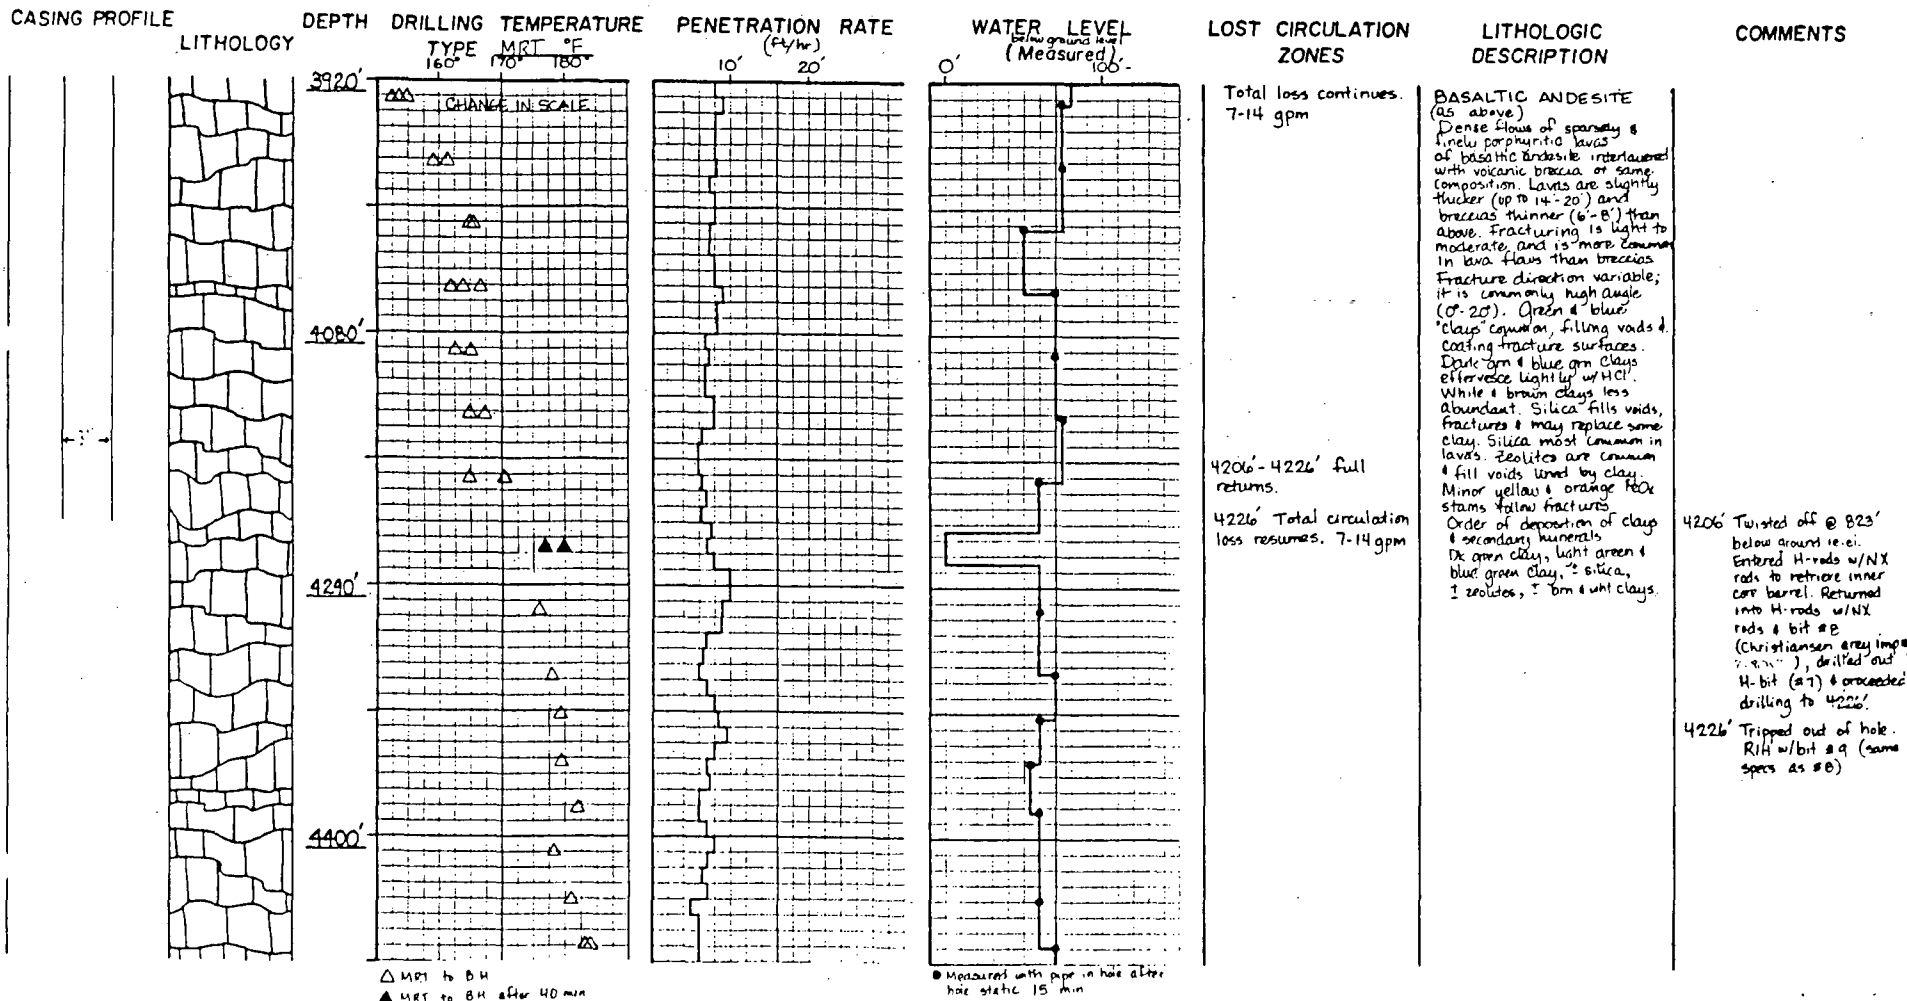 CASING PROFILE
LITHOLOGY
DEPTH
DRILLING TEMPERATURE
TYPE MRT °F
160° 170° 180°
PENETRATION RATE
(ft/hr)
10' 20'
WATER LEVEL
below ground level
(Measured)
0' 100'
LOST CIRCULATION
ZONES
LITHOLOGIC
DESCRIPTION
COMMENTS
3920'
4080'
4240'
4400'
CHANGE IN SCALE
△ MRT to BH
▲ MRT to BH after 40 min
● Measured with pipe in hole after
hole static 15 min
Total loss continues.
7-14 gpm
4206'-4226' full
returns.
4226' Total circulation
loss resumes. 7-14 gpm
BASALTIC ANDESITE
(as above)
Dense flows of sparsely &
finely porphyritic lavas
of basaltic andesite interlayered
with volcanic breccia of same
composition. Lavas are slightly
thicker (up to 14'-20') and
breccias thinner (6'-8') than
above. Fracturing is light to
moderate, and is more common
in lava flows than breccias
Fracture direction variable;
it is commonly high angle
(0°-20°). Green & blue
"clays" common, filling voids &
coating fracture surfaces.
Dark grn & blue grn clays
effervesce lightly w/HCl.
White & brown clays less
abundant. Silica fills voids,
fractures & may replace some
clay. Silica most common in
lavas. Zeolites are common
& fill voids lined by clay.
Minor yellow & orange FeOx
stains follow fractures
Order of deposition of clays
& secondary minerals
Dk green clay, light green &
blue green clay, ± silica,
± zeolites, ± brn & wht clays.
4206' Twisted off @ 823'
below ground
Entered H-rods w/NX
rods to retrieve inner
core barrel. Returned
into H-rods w/NX
rods & bit #8
(Christiansen grey
), drilled out
H-bit (#7) & proceeded
drilling to 4226'.
4226' Tripped out of hole.
RIH w/bit #9 (same
specs as #8)